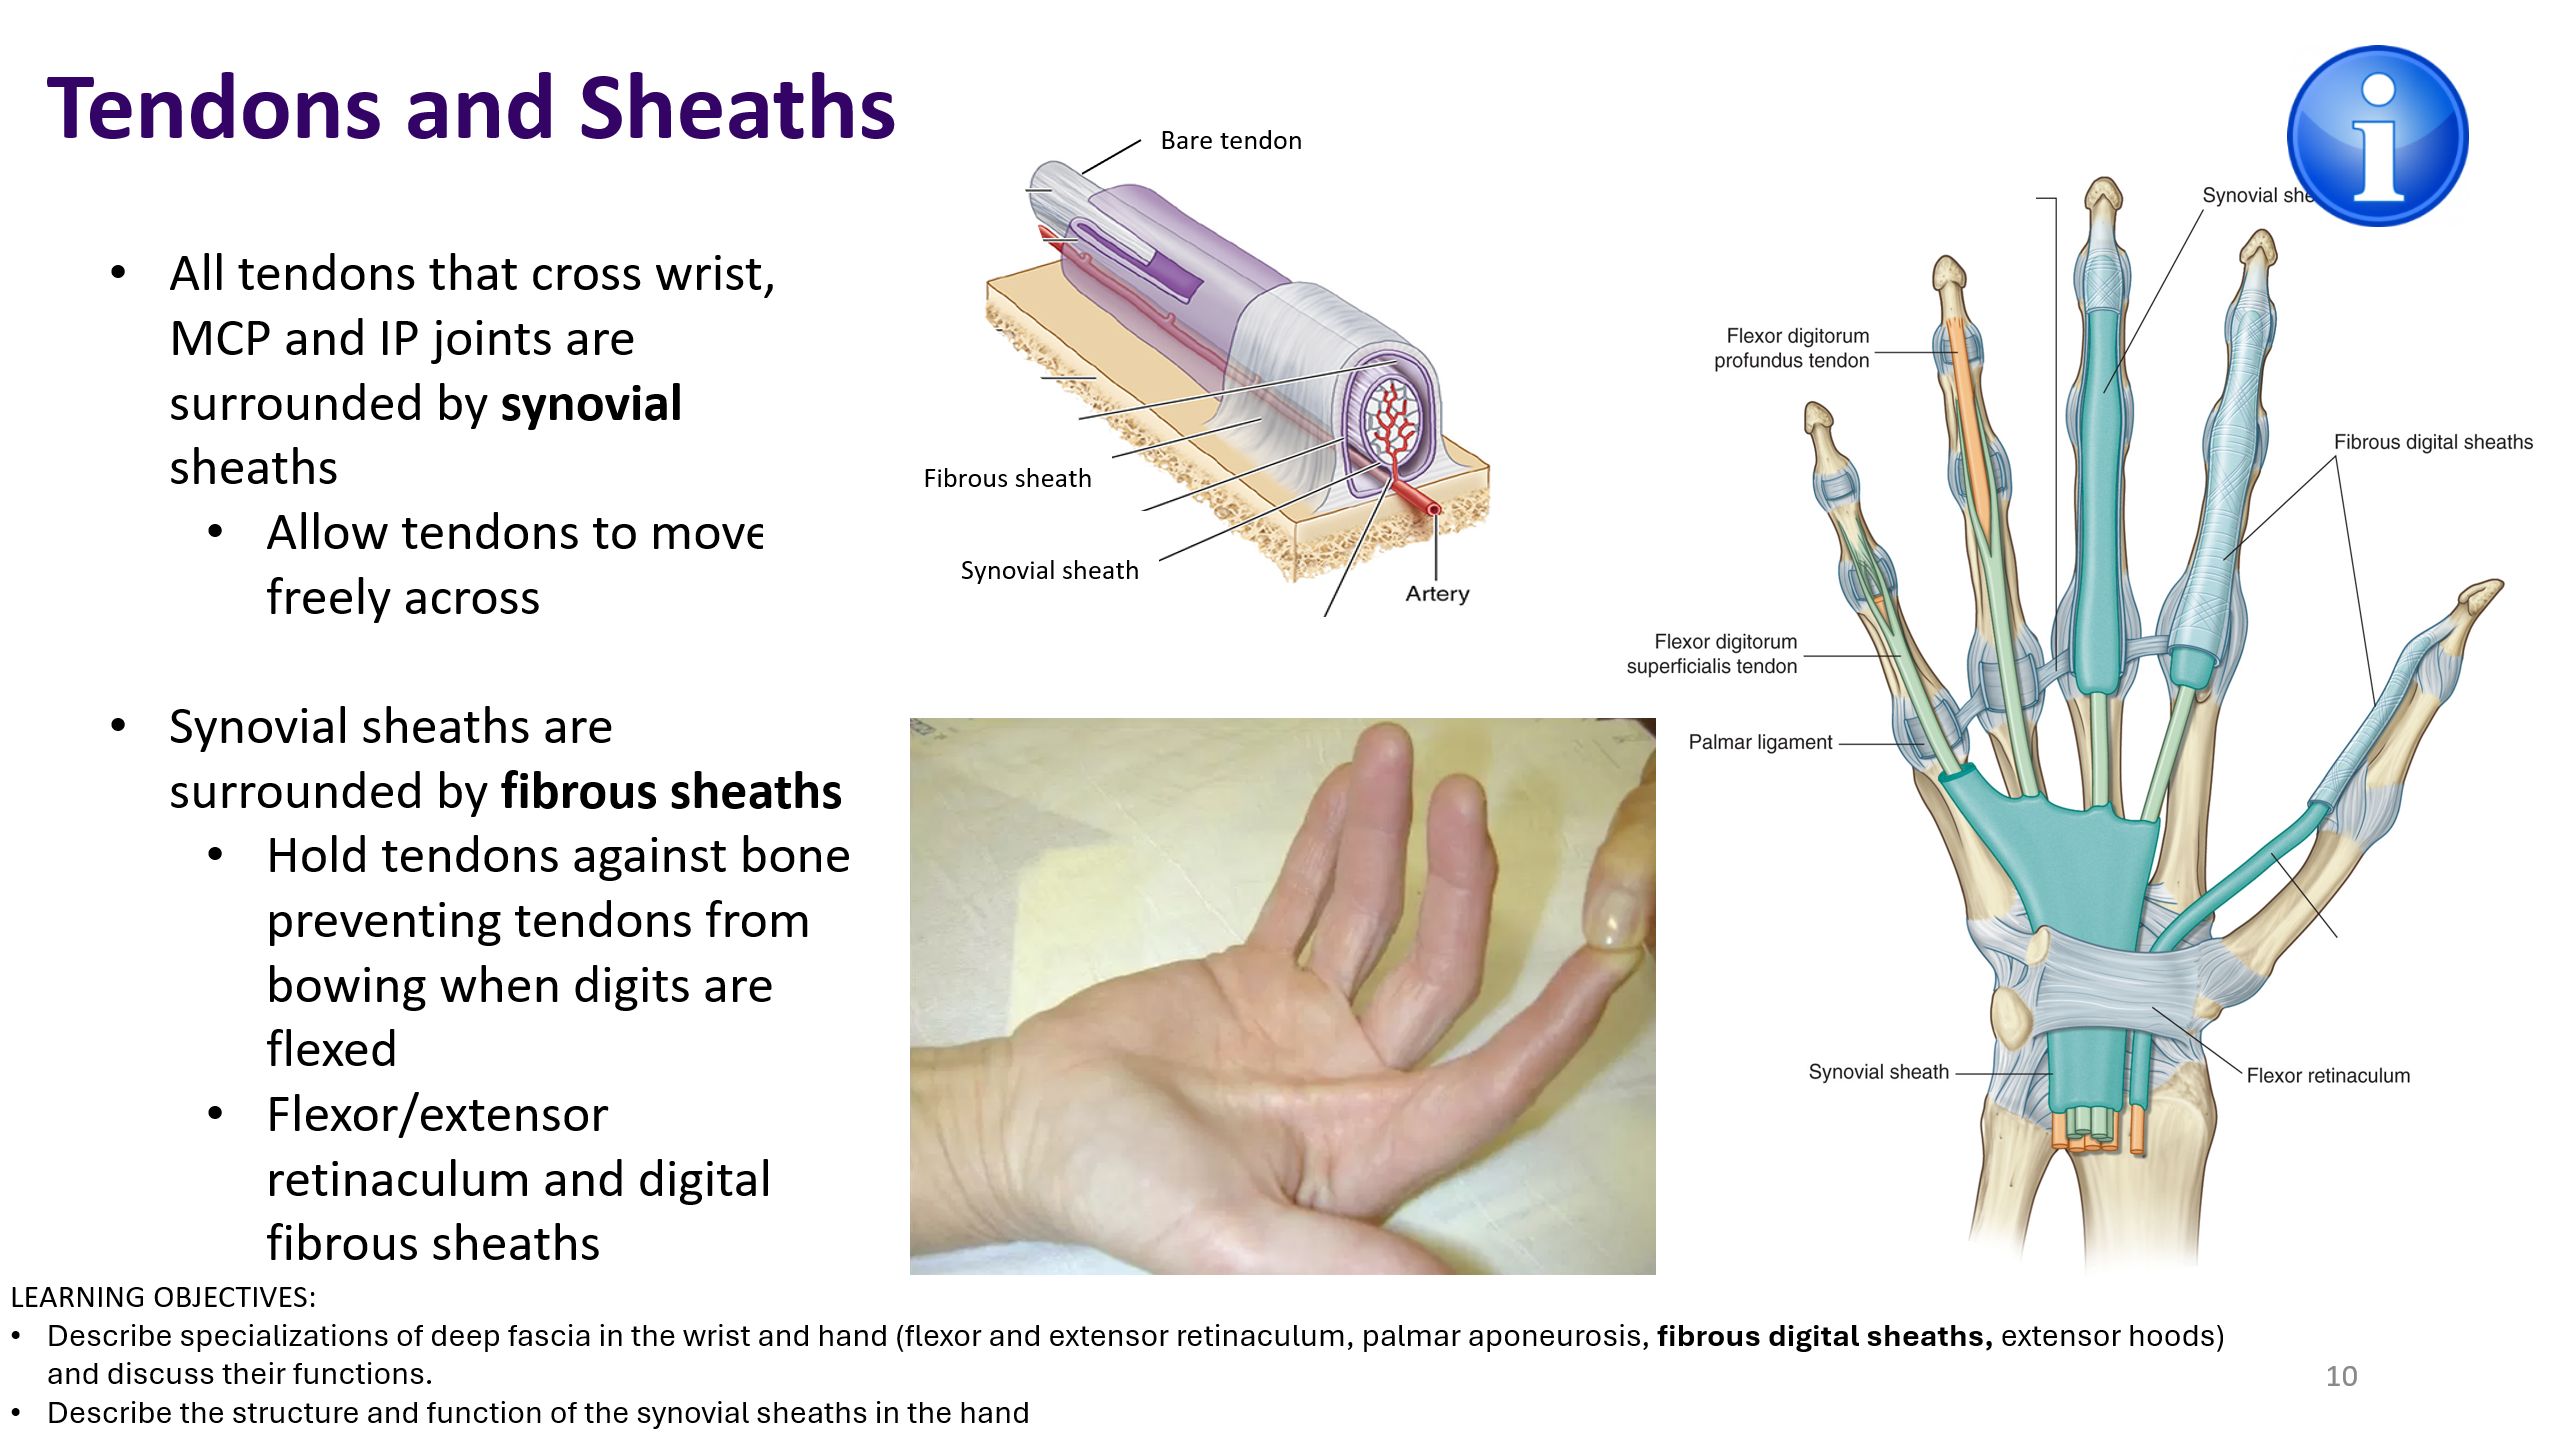 Tendons and Sheaths
• All tendons that cross wrist,
MCP and IP joints are
surrounded by synovial
sheaths
• Allow tendons to move
freely across
• Synovial sheaths are
surrounded by fibrous sheaths
• Hold tendons against bone
preventing tendons from
bowing when digits are
flexed
• Flexor/extensor
retinaculum and digital
fibrous sheaths
Bare tendon
Fibrous sheath
Synovial sheath
Artery
Synovial
Flexor digitorum
profundus tendon
Fibrous digital sheaths
Flexor digitorum
superficialis tendon
Palmar ligament
Synovial sheath
Flexor retinaculum
LEARNING OBJECTIVES:
• Describe specializations of deep fascia in the wrist and hand (flexor and extensor retinaculum, palmar aponeurosis, fibrous digital sheaths, extensor hoods)
and discuss their functions.
• Describe the structure and function of the synovial sheaths in the hand
10